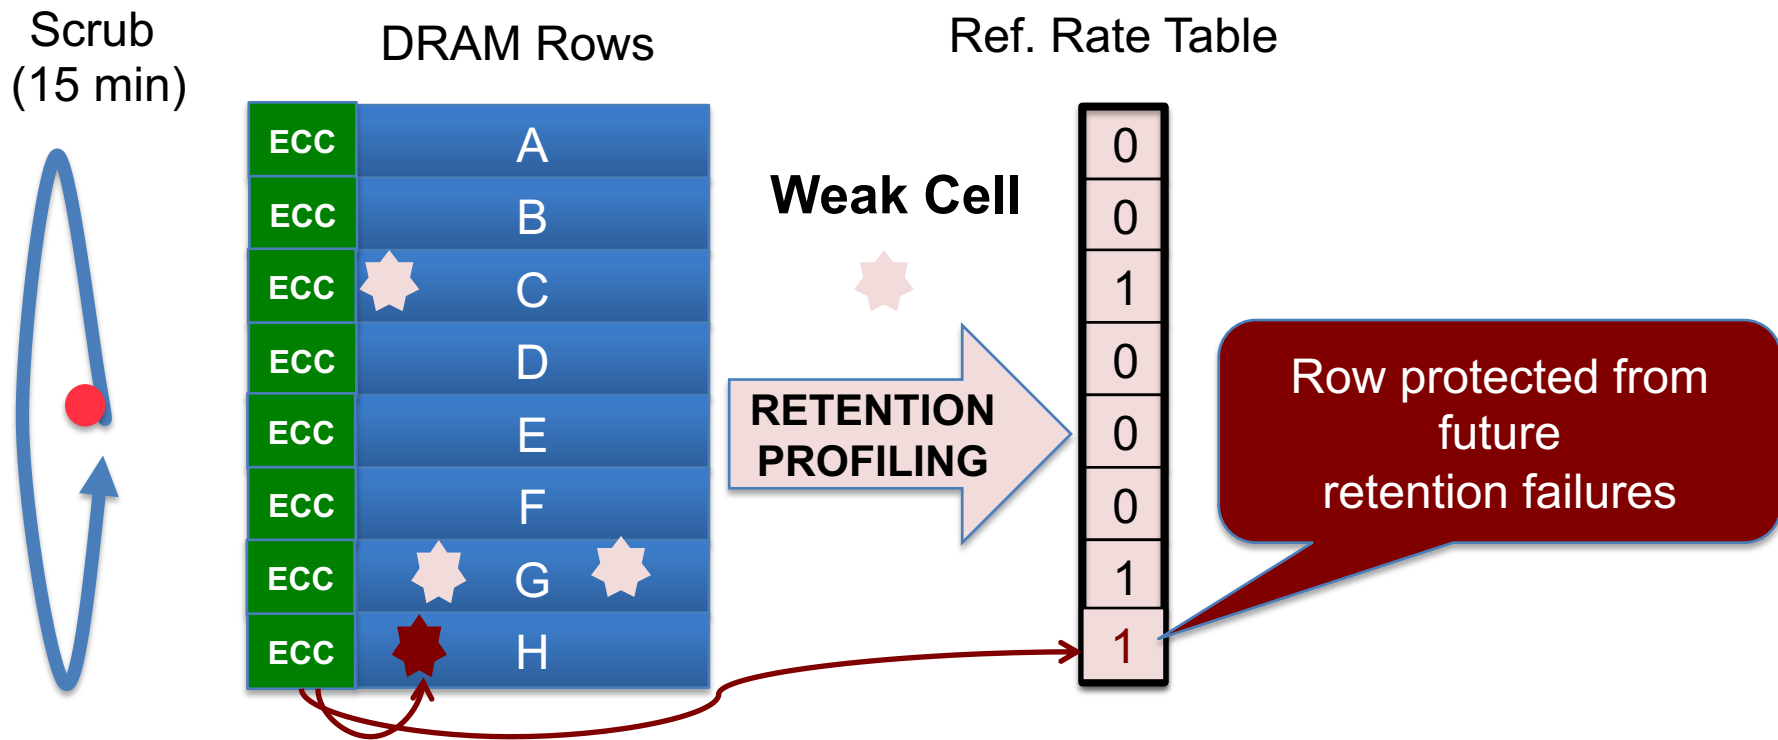 Scrub
(15 min)
DRAM Rows
Ref. Rate Table
ECC A
ECC B
ECC C
ECC D
ECC E
ECC F
ECC G
ECC H
Weak Cell
RETENTION
PROFILING
0
0
1
0
0
0
1
1
Row protected from
future
retention failures